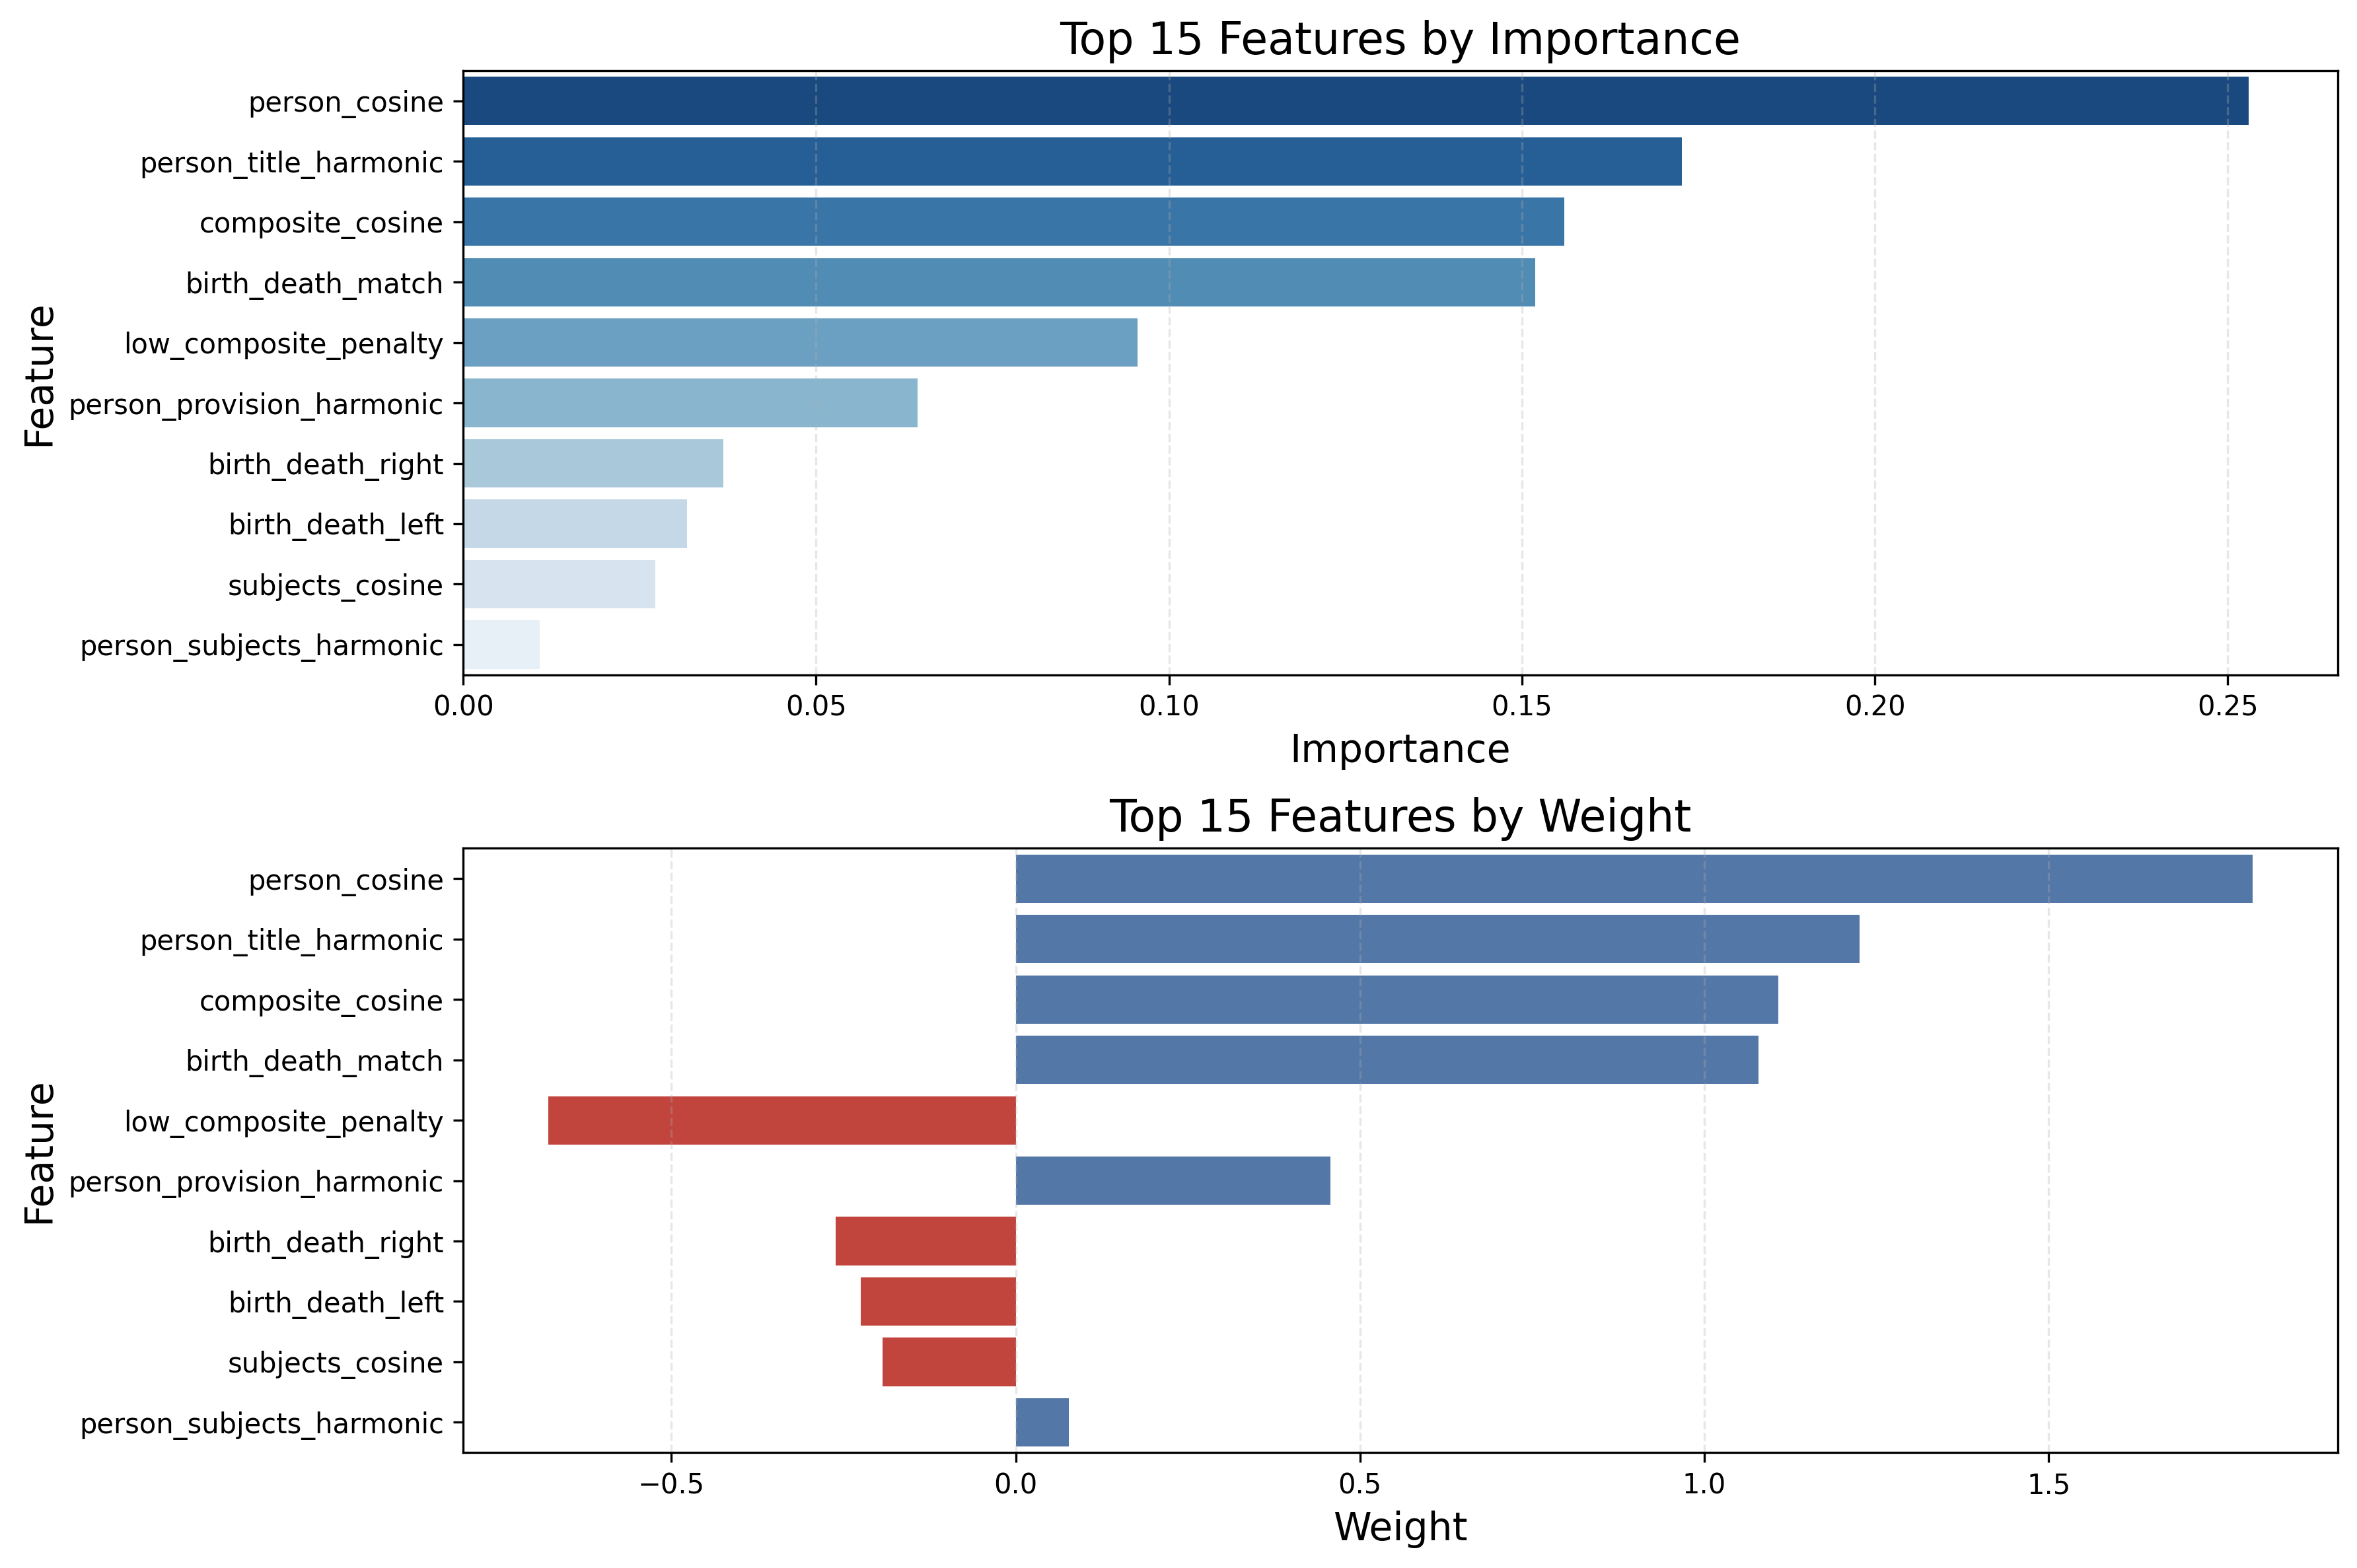 Top 15 Features by Importance
Feature
person_cosine
person_title_harmonic
composite_cosine
birth_death_match
low_composite_penalty
person_provision_harmonic
birth_death_right
birth_death_left
subjects_cosine
person_subjects_harmonic
0.00 0.05 0.10 0.15 0.20 0.25
Importance
Top 15 Features by Weight
Feature
person_cosine
person_title_harmonic
composite_cosine
birth_death_match
low_composite_penalty
person_provision_harmonic
birth_death_right
birth_death_left
subjects_cosine
person_subjects_harmonic
−0.5 0.0 0.5 1.0 1.5
Weight